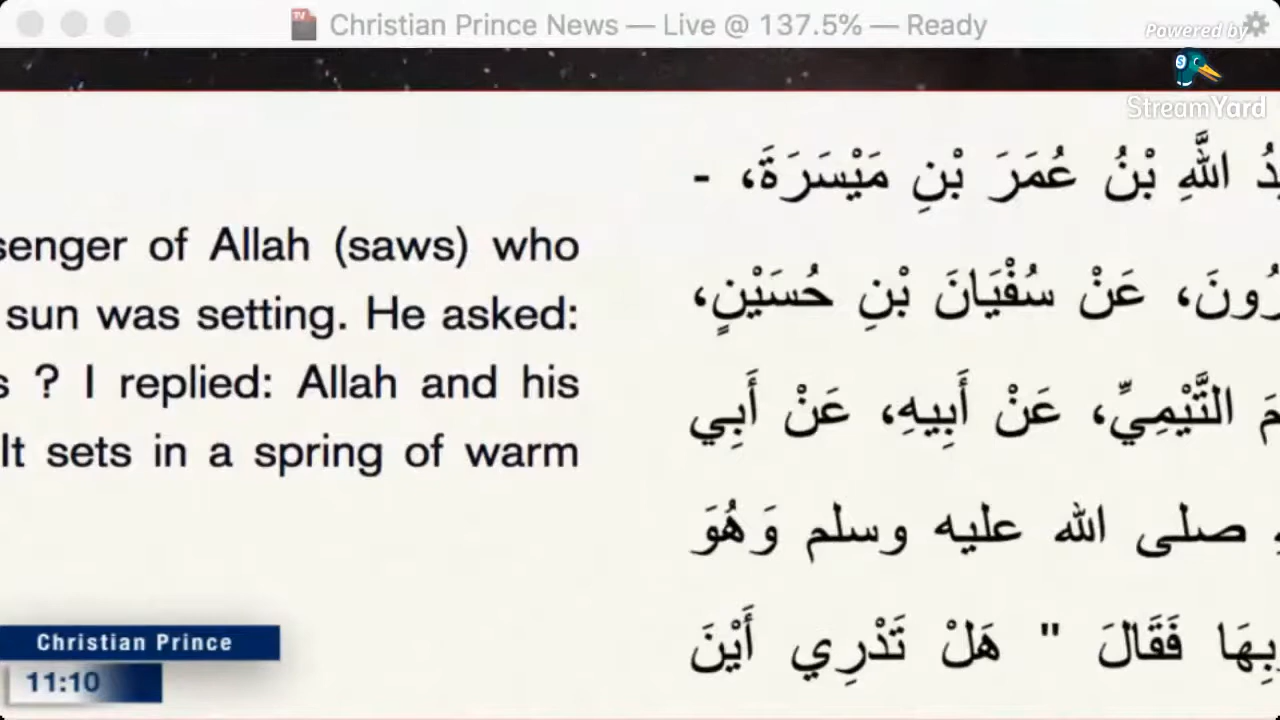 Christian Prince News — Live @ 137.5% — Ready
Powered by
StreamYard
of Allah (saws) who
sun was setting. He asked:
? I replied: Allah and his
It sets in a spring of warm
اللَّهِ بْنُ عُمَرَ بْنِ مَيْسَرَةَ، -
عَنْ سُفْيَانَ بْنِ حُسَيْنٍ،
التَّيْمِيِّ، عَنْ أَبِيهِ، عَنْ أَبِي
صلى الله عليه وسلم وَهُوَ
فَقَالَ " هَلْ تَدْرِي أَيْنَ
Christian Prince
11:10